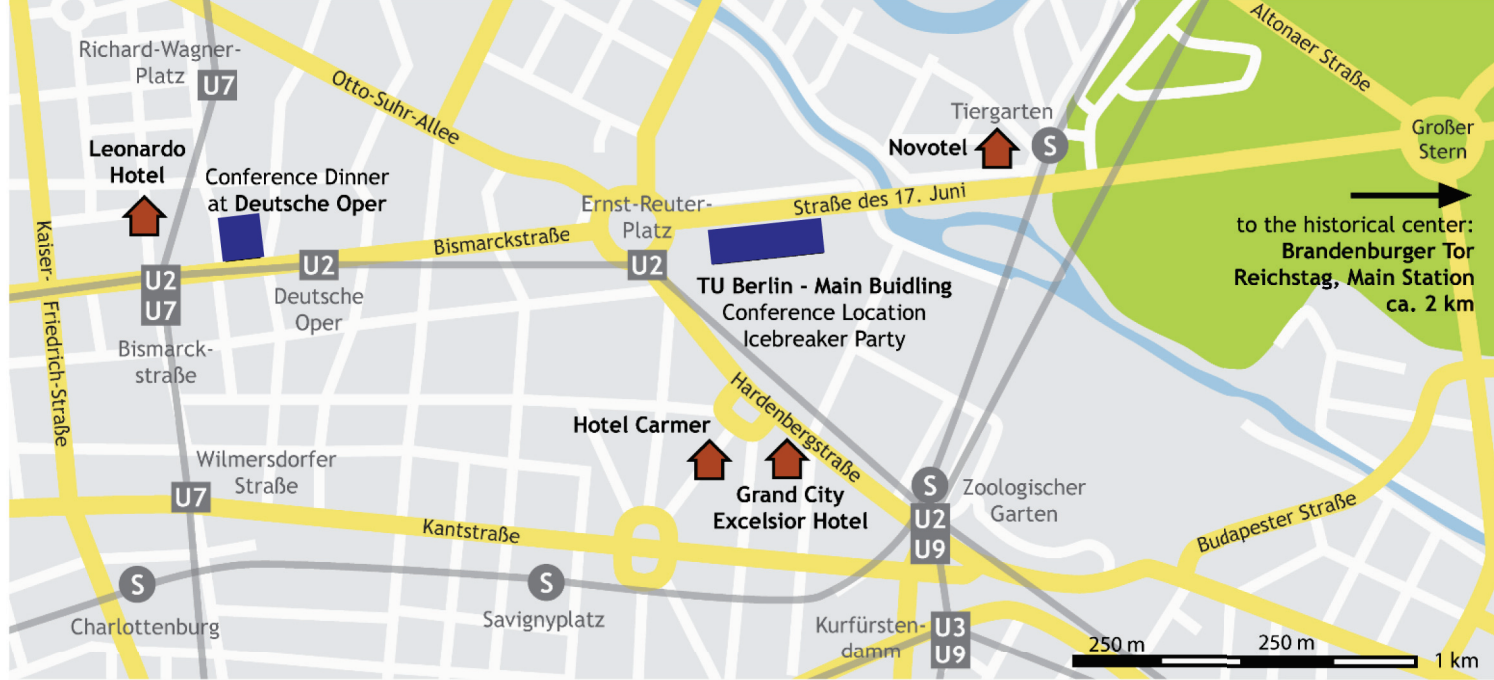 Richard-Wagner-
Platz
U7
Otto-Suhr-Allee
Altonaer Straße
Tiergarten
S
Novotel
Großer
Stern
Leonardo
Hotel
Conference Dinner
at Deutsche Oper
Ernst-Reuter-
Platz
Straße des 17. Juni
to the historical center:
Brandenburger Tor
Reichstag, Main Station
ca. 2 km
Kaiser-
Friedrich-Straße
Bismarckstraße
U2
U7
U2
U2
Deutsche
Oper
TU Berlin - Main Buidling
Conference Location
Icebreaker Party
Bismarck-
straße
Hardenbergstraße
Hotel Carmer
Grand City
Excelsior Hotel
Wilmersdorfer
Straße
U7
S
U2
U9
Zoologischer
Garten
Kantstraße
Budapester Straße
S
Charlottenburg
S
Savignyplatz
Kurfürsten-
damm
U3
U9
250 m
250 m
1 km